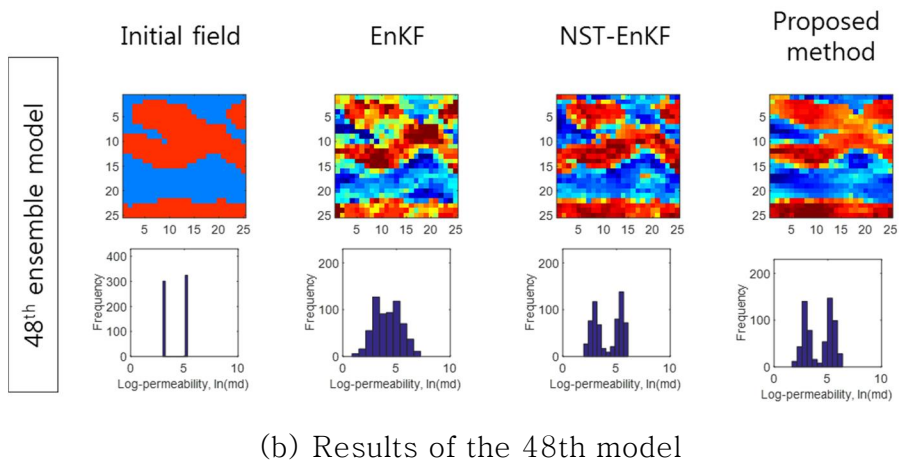 Initial field
EnKF
NST-EnKF
Proposed method
48th ensemble model
5
10
15
20
25
5 10 15 20 25
5
10
15
20
25
5 10 15 20 25
5
10
15
20
25
5 10 15 20 25
5
10
15
20
25
5 10 15 20 25
Frequency
400
300
200
100
0
0 5 10
Log-permeability, ln(md)
Frequency
200
100
0
0 5 10
Log-permeability, ln(md)
Frequency
200
100
0
0 5 10
Log-permeability, ln(md)
Frequency
200
100
0
0 5 10
Log-permeability, ln(md)
(b) Results of the 48th model